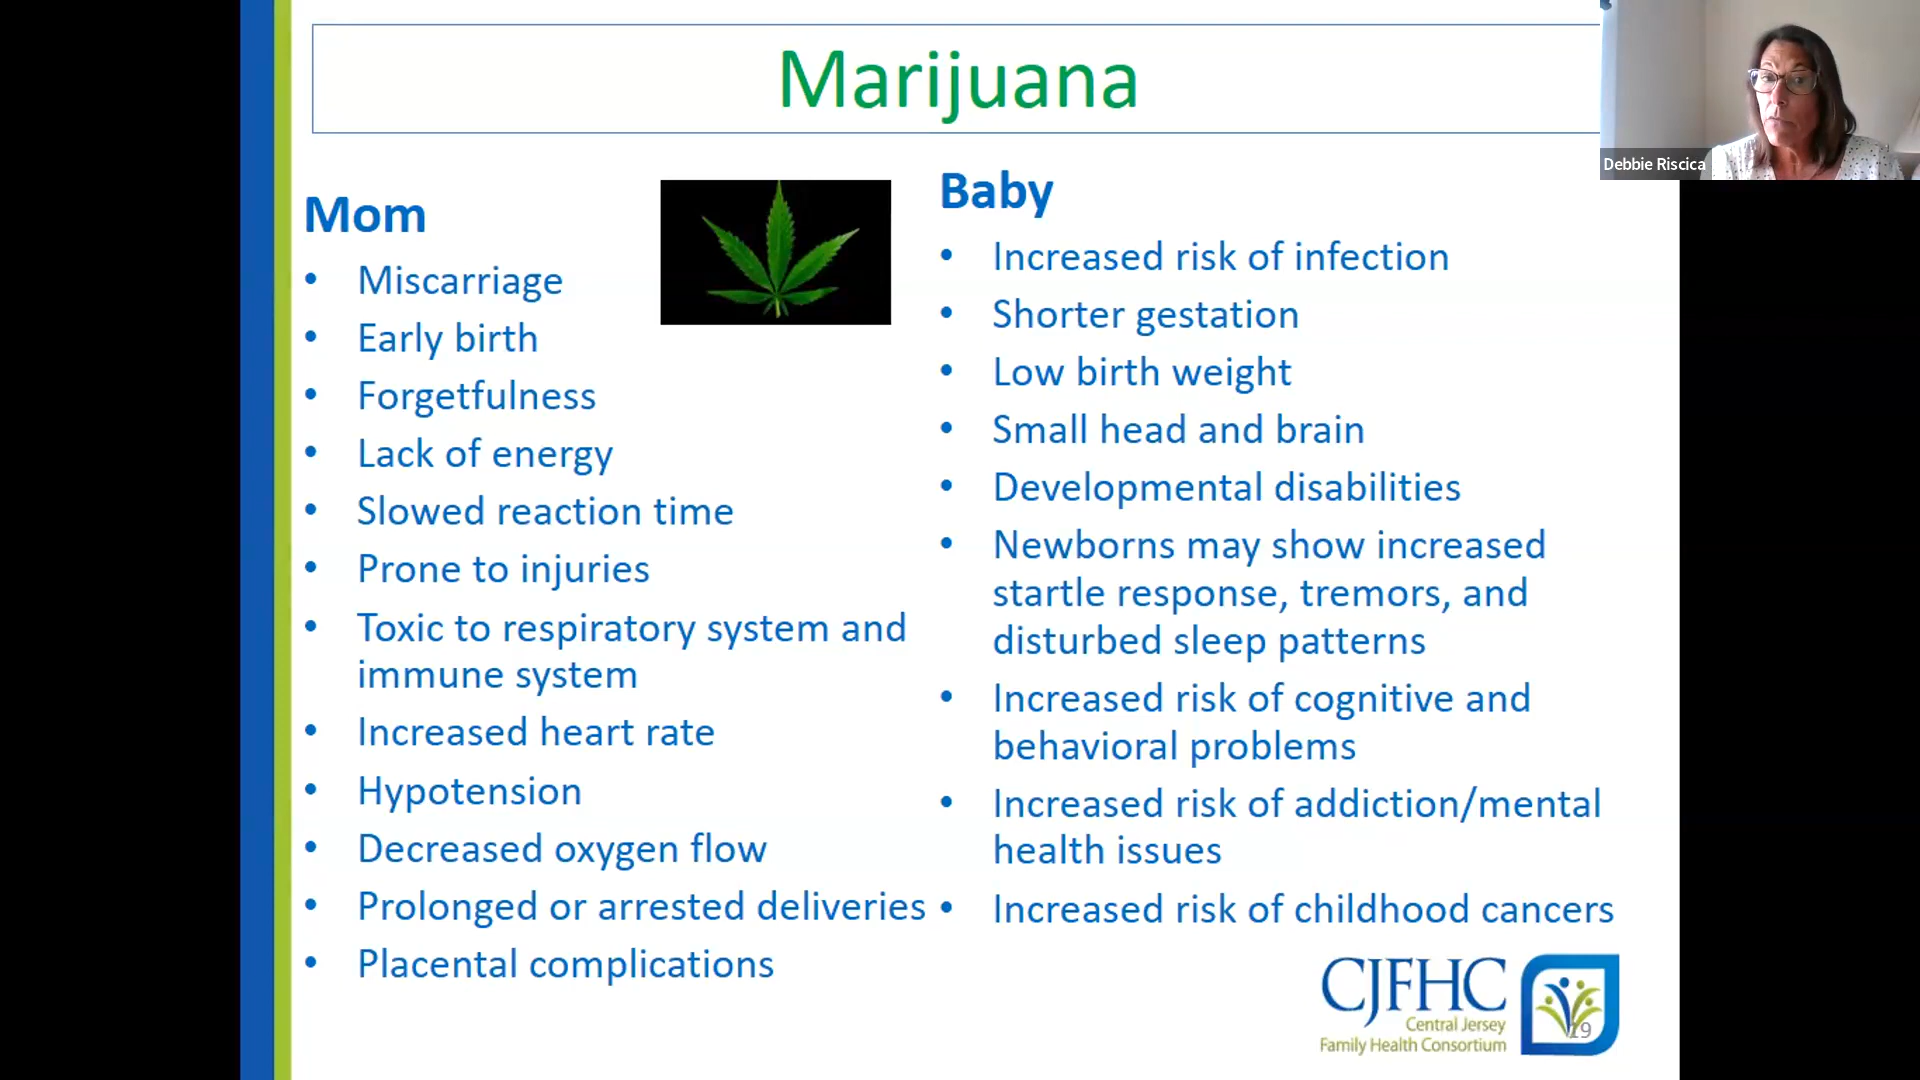 Marijuana
Debbie Riscica
Mom
• Miscarriage
• Early birth
• Forgetfulness
• Lack of energy
• Slowed reaction time
• Prone to injuries
• Toxic to respiratory system and
immune system
• Increased heart rate
• Hypotension
• Decreased oxygen flow
• Prolonged or arrested deliveries
• Placental complications
Baby
• Increased risk of infection
• Shorter gestation
• Low birth weight
• Small head and brain
• Developmental disabilities
• Newborns may show increased
startle response, tremors, and
disturbed sleep patterns
• Increased risk of cognitive and
behavioral problems
• Increased risk of addiction/mental
health issues
• Increased risk of childhood cancers
CJFHC
Central Jersey
Family Health Consortium
19